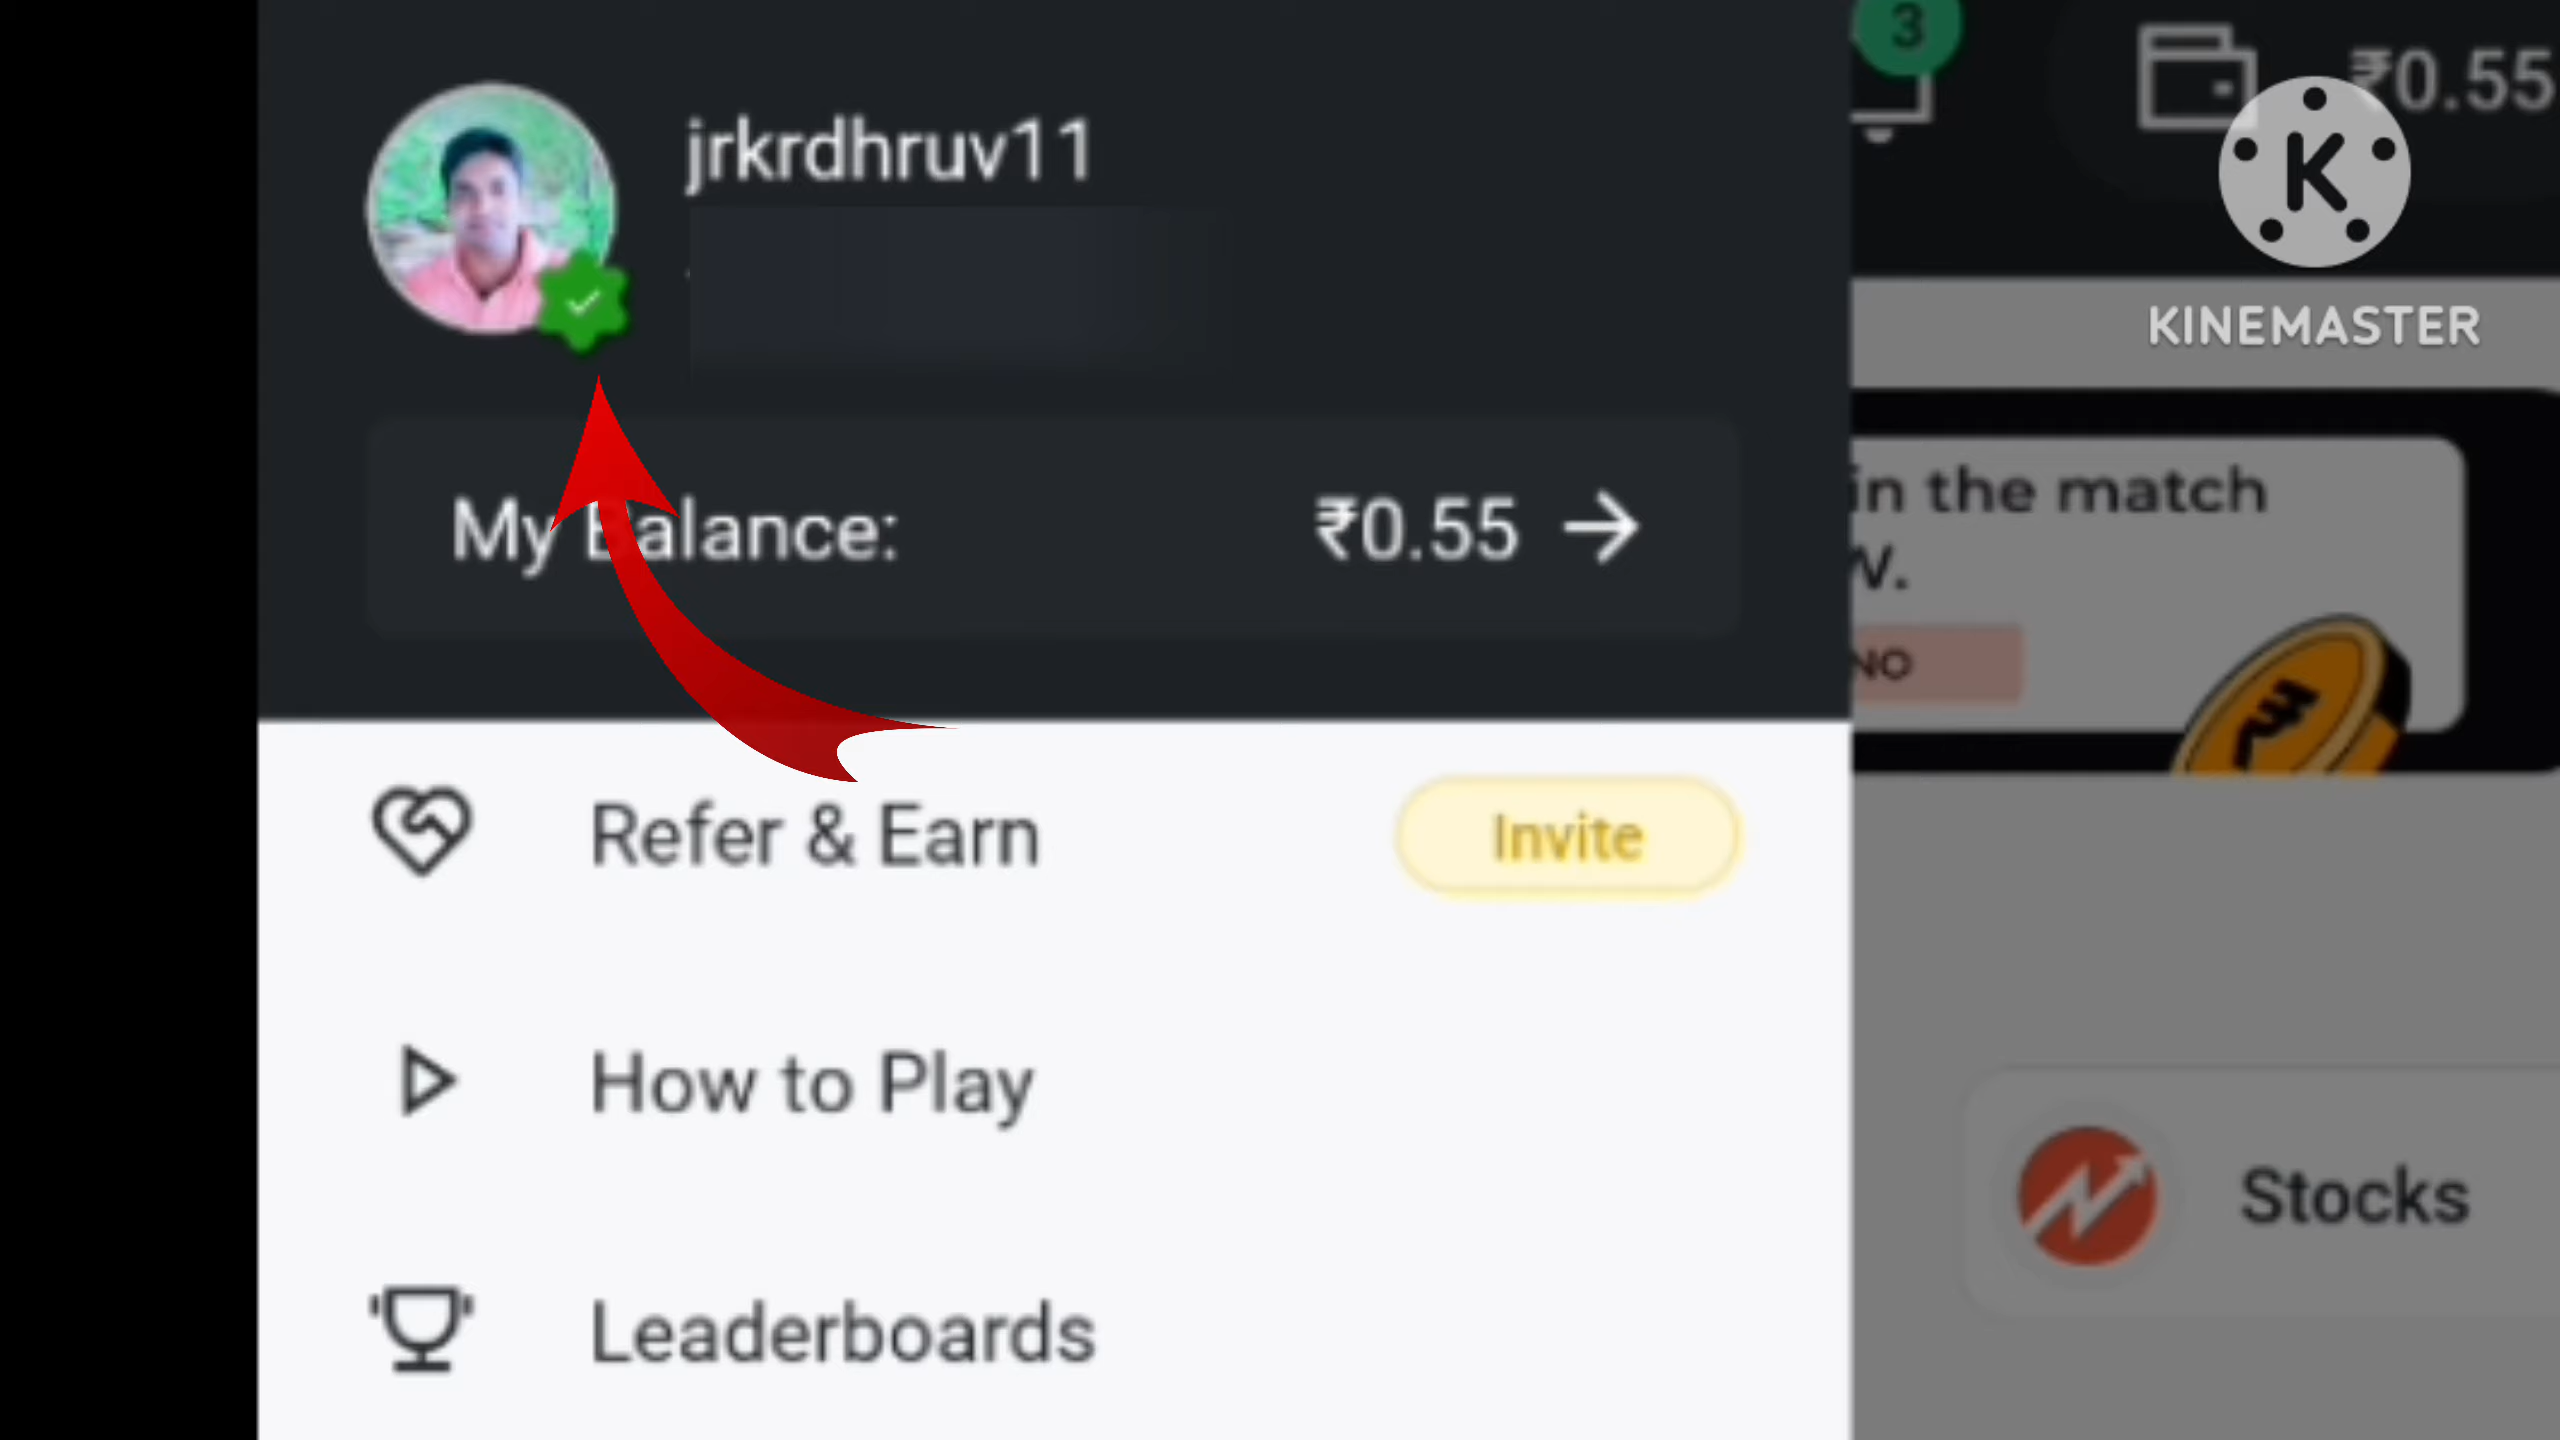 jrkrdhruv11
My Balance: ₹0.55
Refer & Earn Invite
How to Play
Leaderboards
3
₹0.55
K
KINEMASTER
in the match
NO
Stocks